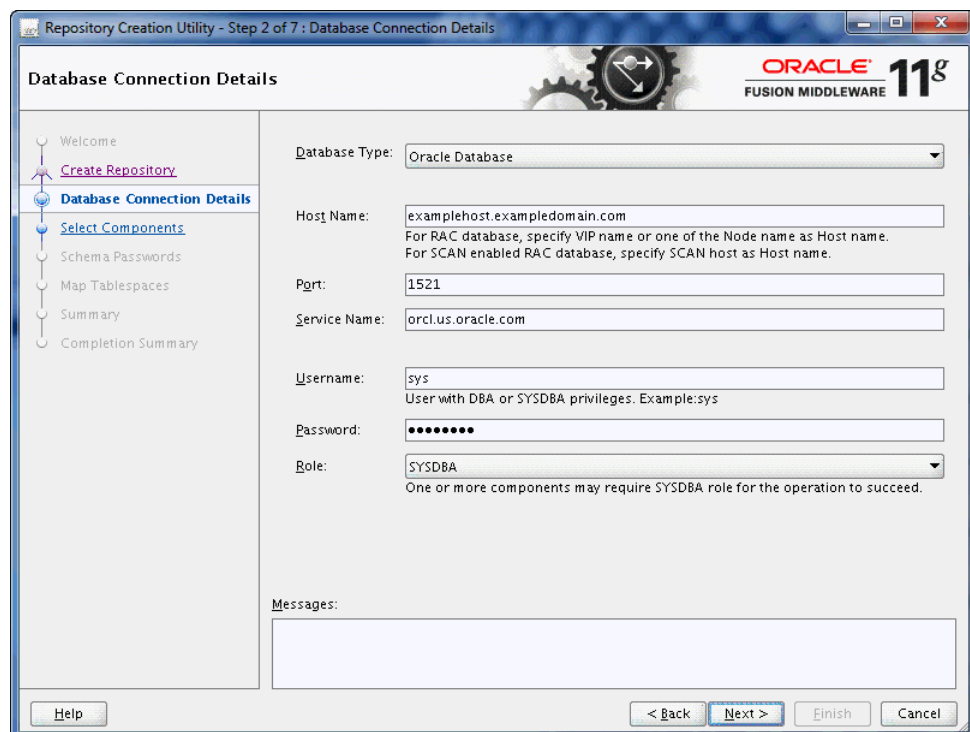 Repository Creation Utility - Step 2 of 7 : Database Connection Details
Database Connection Details
ORACLE
FUSION MIDDLEWARE 11g
Welcome
Create Repository
Database Connection Details
Select Components
Schema Passwords
Map Tablespaces
Summary
Completion Summary
Database Type: Oracle Database
Host Name: examplehost.exampledomain.com
For RAC database, specify VIP name or one of the Node name as Host name.
For SCAN enabled RAC database, specify SCAN host as Host name.
Port: 1521
Service Name: orcl.us.oracle.com
Username: sys
User with DBA or SYSDBA privileges. Example:sys
Password: ••••••••
Role: SYSDBA
One or more components may require SYSDBA role for the operation to succeed.
Messages:
Help
< Back
Next >
Finish
Cancel